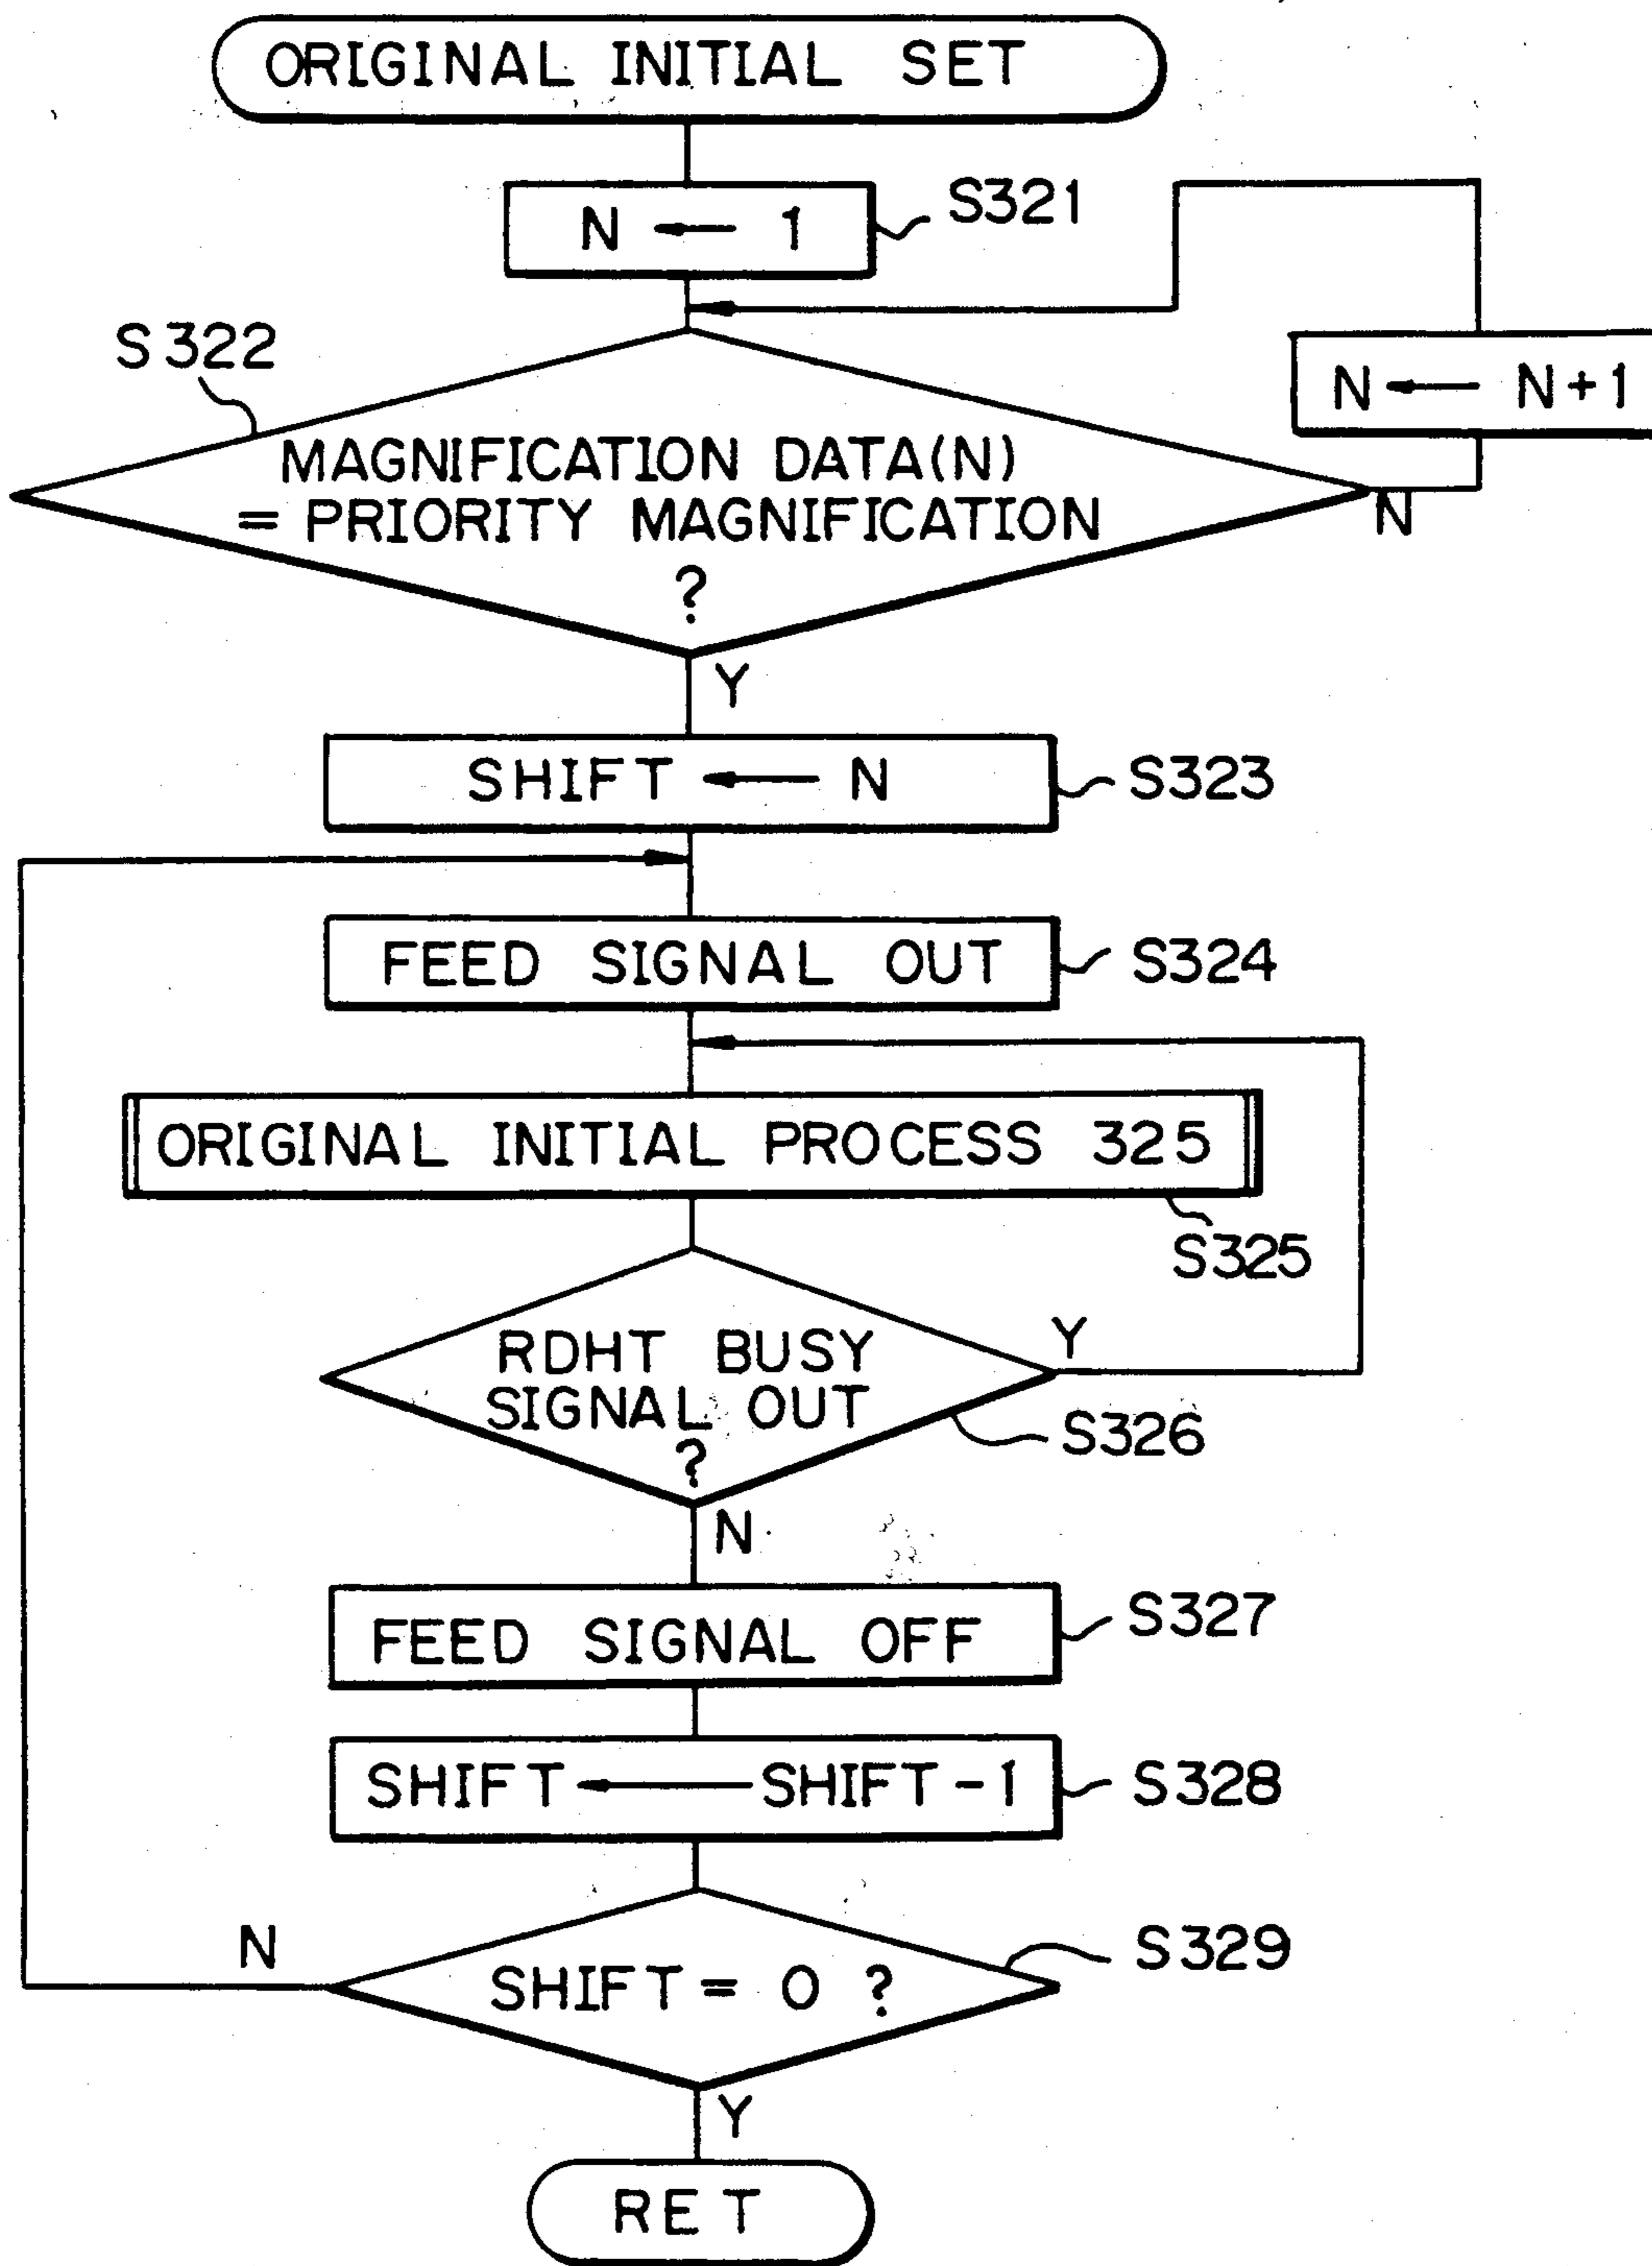 ORIGINAL INITIAL SET
N ← 1
S321
S322
N ← N+1
MAGNIFICATION DATA(N)
= PRIORITY MAGNIFICATION
?
N
Y
SHIFT ← N
S323
FEED SIGNAL OUT
S324
ORIGINAL INITIAL PROCESS 325
S325
RDHT BUSY
SIGNAL OUT
?
Y
S326
N
FEED SIGNAL OFF
S327
SHIFT ← SHIFT-1
S328
N
SHIFT = 0 ?
S329
Y
RET